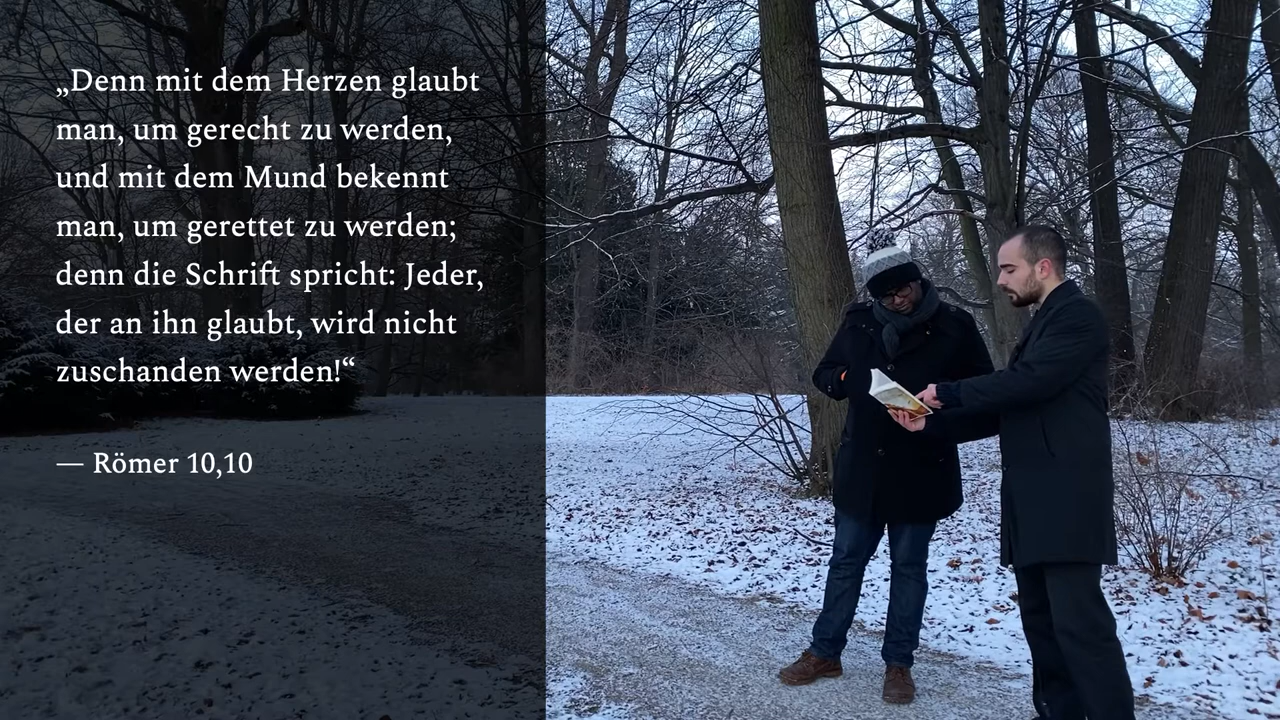 „Denn mit dem Herzen glaubt
man, um gerecht zu werden,
und mit dem Mund bekennt
man, um gerettet zu werden;
denn die Schrift spricht: Jeder,
der an ihn glaubt, wird nicht
zuschanden werden!“
— Römer 10,10